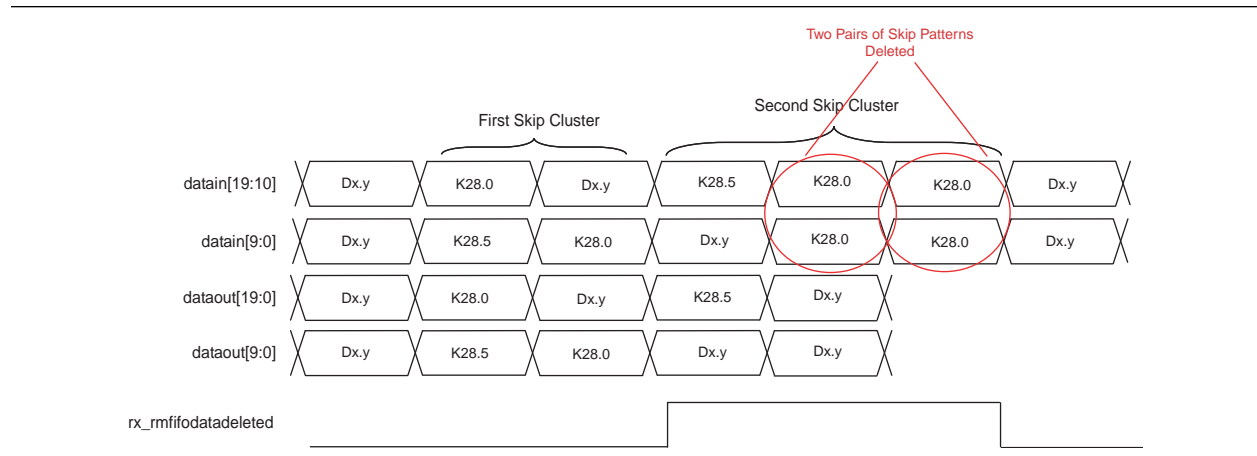 Two Pairs of Skip Patterns
Deleted
Second Skip Cluster
First Skip Cluster
datain[19:10] Dx.y K28.0 Dx.y K28.5 K28.0 K28.0 Dx.y
datain[9:0] Dx.y K28.5 K28.0 Dx.y K28.0 K28.0 Dx.y
dataout[19:0] Dx.y K28.0 Dx.y K28.5 Dx.y
dataout[9:0] Dx.y K28.5 K28.0 Dx.y Dx.y
rx_rmfifodatadeleted